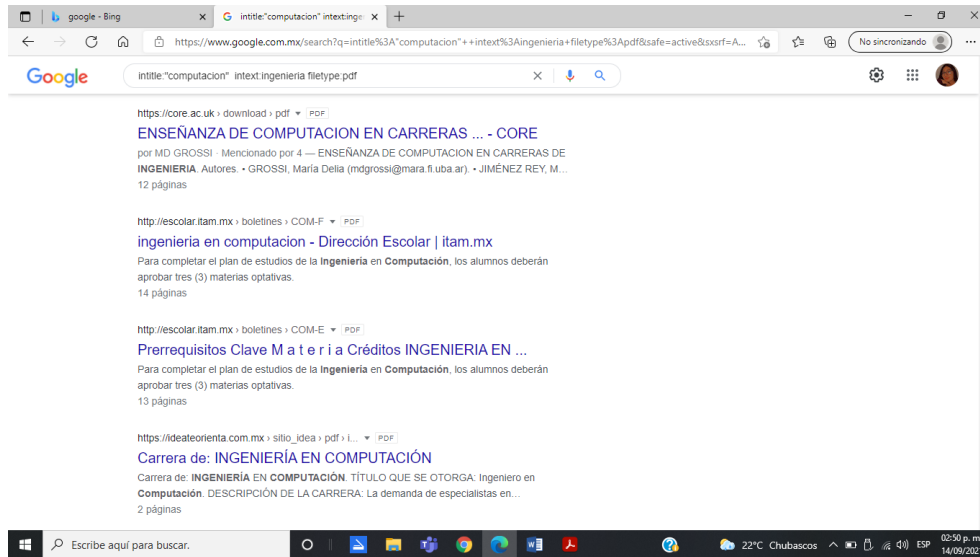 google - Bing
intitle:"computacion" intext:inge
https://www.google.com.mx/search?q=intitle%3A"computacion"++intext%3Aingenieria+filetype%3Apdf&safe=active&sxsrf=A...
No sincronizando
Google
intitle:"computacion" intext:ingenieria filetype:pdf
https://core.ac.uk › download › pdf PDF
ENSEÑANZA DE COMPUTACION EN CARRERAS ... - CORE
por MD GROSSI · Mencionado por 4 — ENSEÑANZA DE COMPUTACION EN CARRERAS DE
INGENIERIA. Autores. • GROSSI, María Delia (mdgrossi@mara.fi.uba.ar). • JIMÉNEZ REY, M...
12 páginas
http://escolar.itam.mx › boletines › COM-F PDF
ingenieria en computacion - Dirección Escolar | itam.mx
Para completar el plan de estudios de la Ingeniería en Computación, los alumnos deberán
aprobar tres (3) materias optativas.
14 páginas
http://escolar.itam.mx › boletines › COM-E PDF
Prerrequisitos Clave M a t e r i a Créditos INGENIERIA EN ...
Para completar el plan de estudios de la Ingeniería en Computación, los alumnos deberán
aprobar tres (3) materias optativas.
13 páginas
https://ideateorienta.com.mx › sitio_idea › pdf › i... PDF
Carrera de: INGENIERÍA EN COMPUTACIÓN
Carrera de: INGENIERÍA EN COMPUTACIÓN. TÍTULO QUE SE OTORGA: Ingeniero en
Computación. DESCRIPCIÓN DE LA CARRERA: La demanda de especialistas en...
2 páginas
Escribe aquí para buscar.
22°C Chubascos
ESP
02:50 p. m.
14/09/202